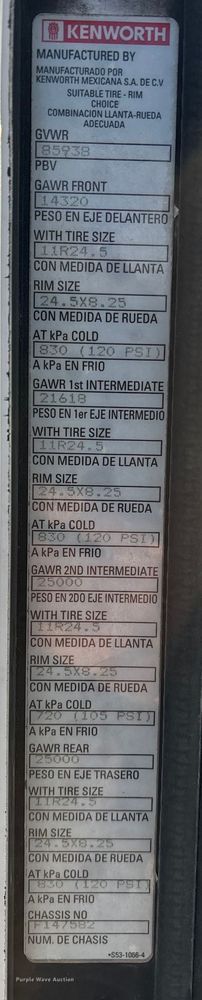 KENWORTH
MANUFACTURED BY
MANUFACTURADO POR
KENWORTH MEXICANA S.A. DE C.V
SUITABLE TIRE - RIM
CHOICE
COMBINACION LLANTA-RUEDA
ADECUADA
GVWR
85938
PBV
GAWR FRONT
14320
PESO EN EJE DELANTERO
WITH TIRE SIZE
11R24.5
CON MEDIDA DE LLANTA
RIM SIZE
24.5X8.25
CON MEDIDA DE RUEDA
AT kPa COLD
830 (120 PSI)
A kPa EN FRIO
GAWR 1st INTERMEDIATE
21618
PESO EN 1er EJE INTERMEDIO
WITH TIRE SIZE
11R24.5
CON MEDIDA DE LLANTA
RIM SIZE
24.5X8.25
CON MEDIDA DE RUEDA
AT kPa COLD
830 (120 PSI)
A kPa EN FRIO
GAWR 2ND INTERMEDIATE
25000
PESO EN 2DO EJE INTERMEDIO
WITH TIRE SIZE
11R24.5
CON MEDIDA DE LLANTA
RIM SIZE
24.5X8.25
CON MEDIDA DE RUEDA
AT kPa COLD
720 (105 PSI)
A kPa EN FRIO
GAWR REAR
25000
PESO EN EJE TRASERO
WITH TIRE SIZE
11R24.5
CON MEDIDA DE LLANTA
RIM SIZE
24.5X8.25
CON MEDIDA DE RUEDA
AT kPa COLD
830 (120 PSI)
A kPa EN FRIO
CHASSIS NO
F147582
NUM. DE CHASIS
*S53-1066-4
Purple Wave Auction